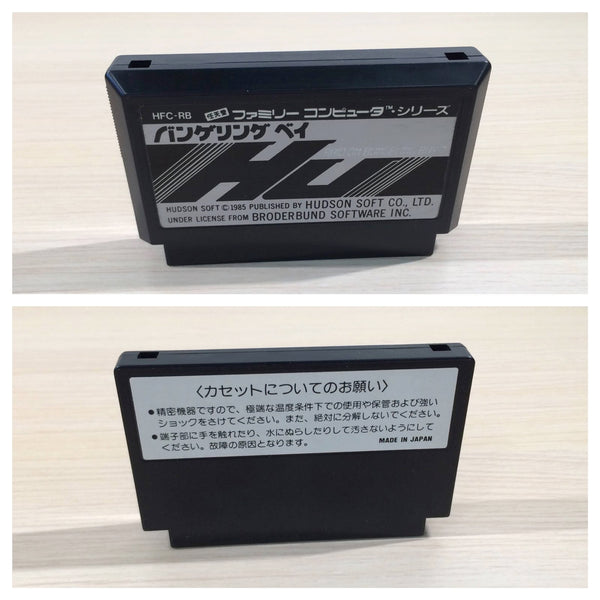 HFC-RB 任天堂 ファミリー コンピュータ™・シリーズ
バンゲリング ベイ
HUDSON SOFT ©1985 PUBLISHED BY HUDSON SOFT CO., LTD.
UNDER LICENSE FROM BRODERBUND SOFTWARE INC.
〈カセットについてのお願い〉
●精密機器ですので、極端な温度条件下での使用や保管および強い
ショックをさけてください。また、絶対に分解しないでください。
●端子部に手を触れたり、水にぬらしたりして汚さないようにして
ください。故障の原因となります。
MADE IN JAPAN